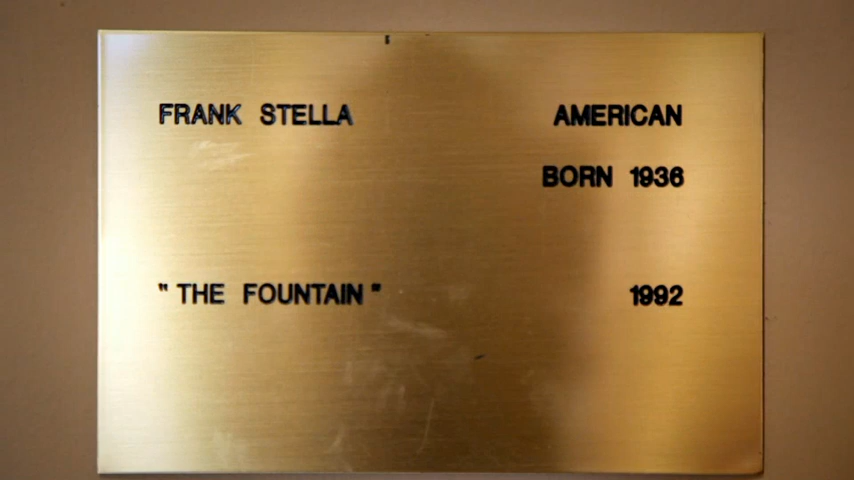 FRANK STELLA AMERICAN
BORN 1936
" THE FOUNTAIN " 1992